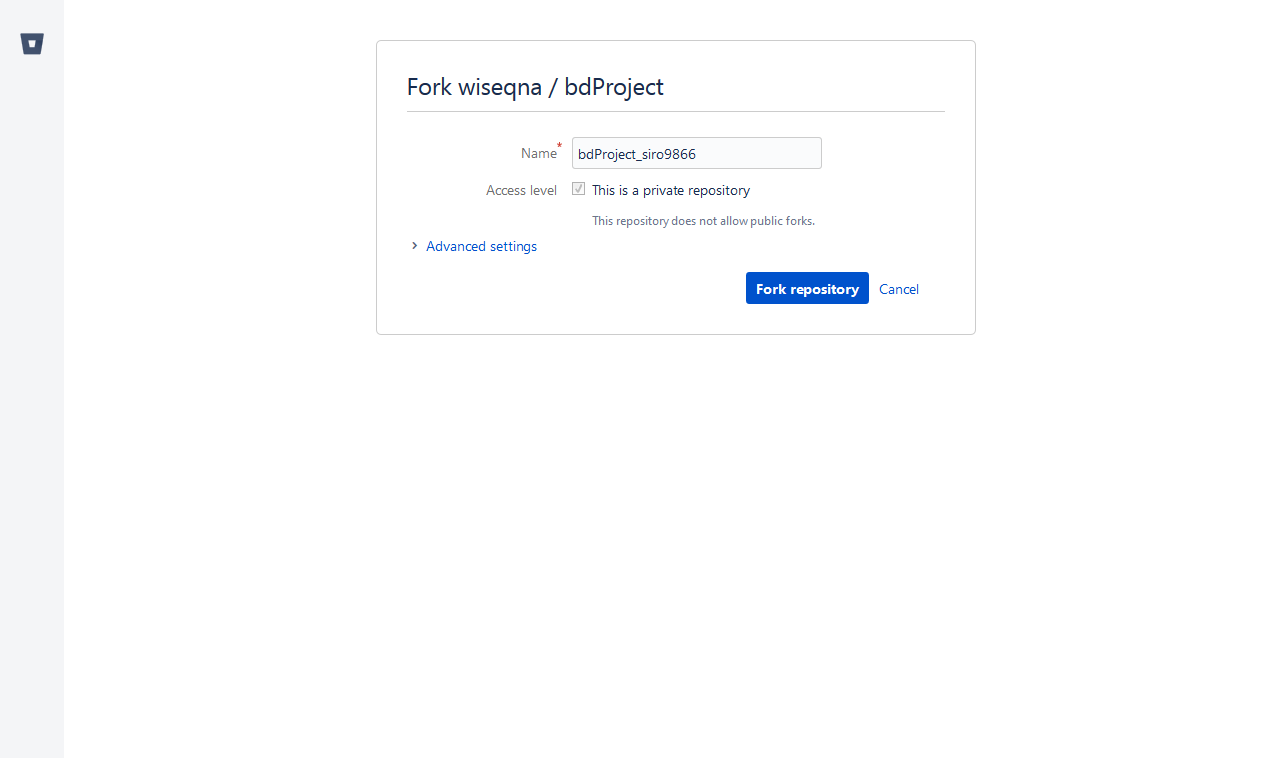 Fork wiseqna / bdProject
Name*
bdProject_siro9866
Access level
This is a private repository
This repository does not allow public forks.
Advanced settings
Fork repository
Cancel